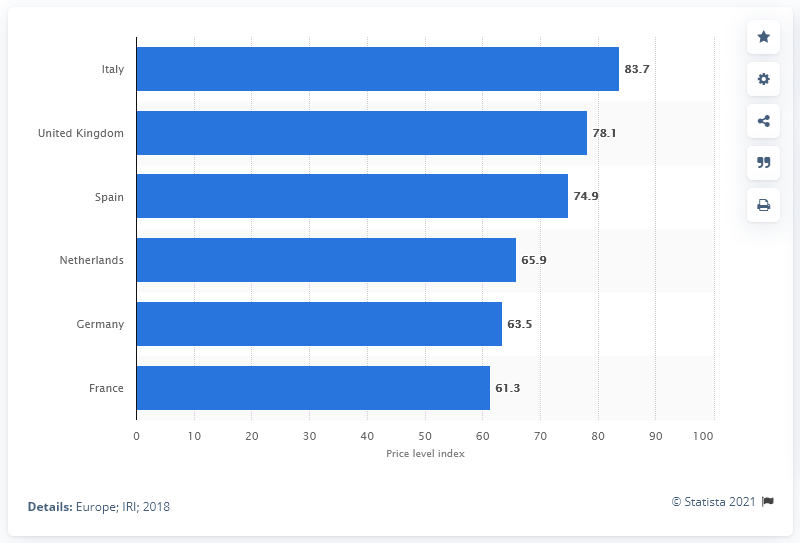 Italy 83.7
United Kingdom 78.1
Spain 74.9
Netherlands 65.9
Germany 63.5
France 61.3
0 10 20 30 40 50 60 70 80 90 100
Price level index
Details: Europe; IRI; 2018
© Statista 2021